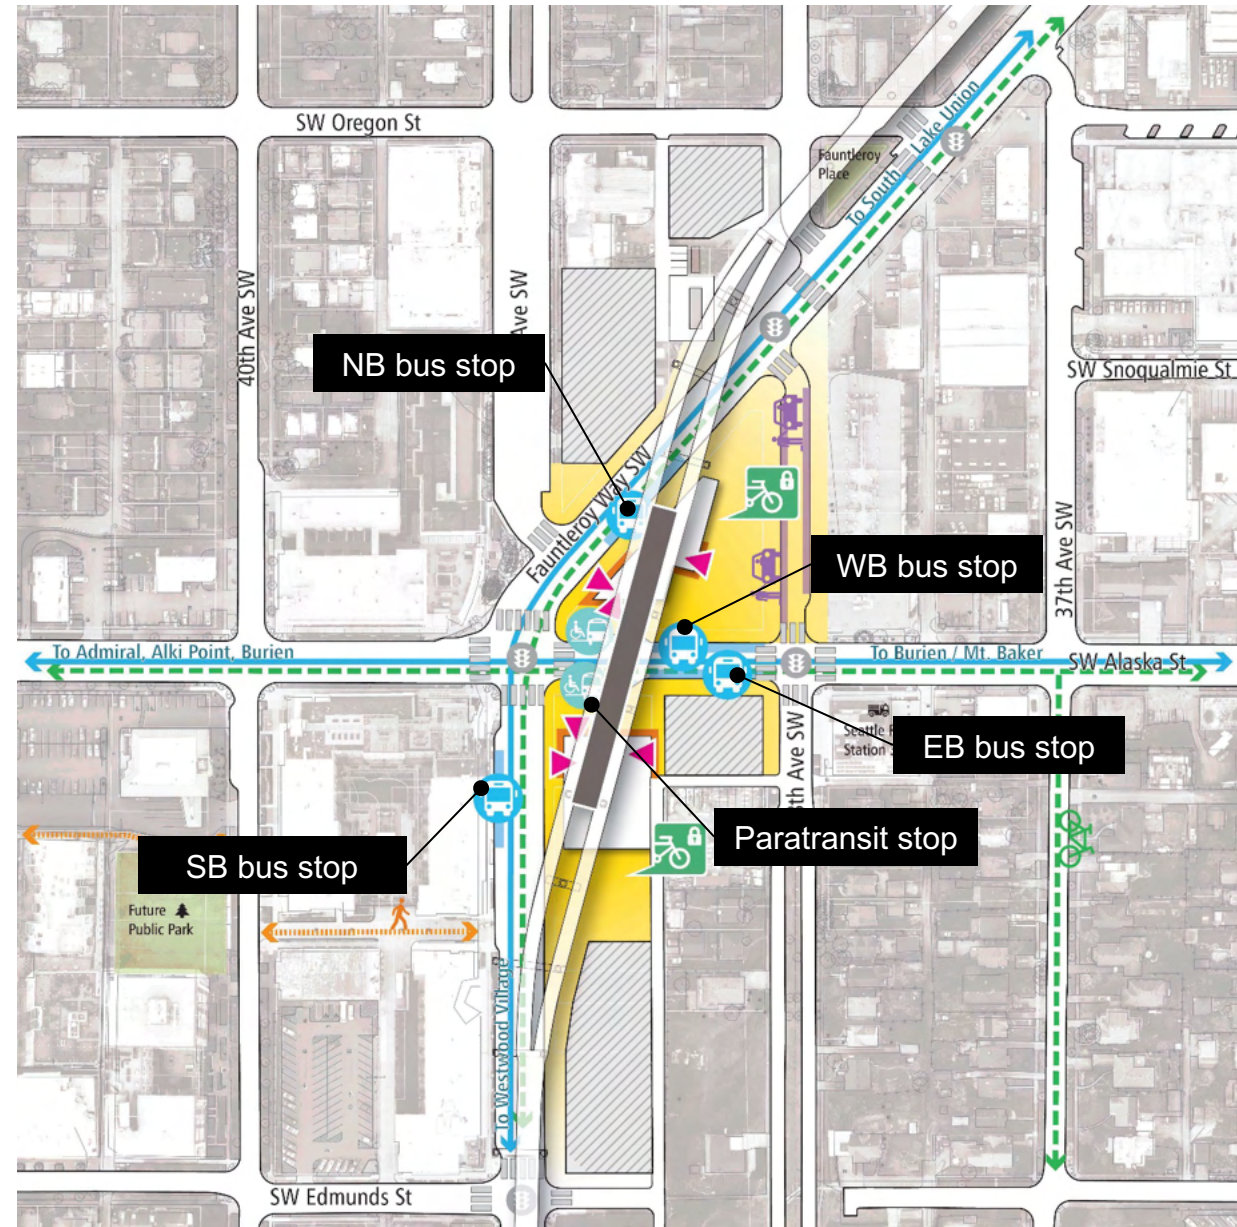 SW Oregon St
Fauntleroy
Place
To South Lake Union
40th Ave SW
Ave SW
NB bus stop
SW Snoqualmie St
Fauntleroy Way SW
37th Ave SW
WB bus stop
To Admiral, Alki Point, Burien
To Burien / Mt. Baker
SW Alaska St
Seattle
Station
Ave SW
EB bus stop
Paratransit stop
SB bus stop
Future
Public Park
To Westwood Village
SW Edmunds St